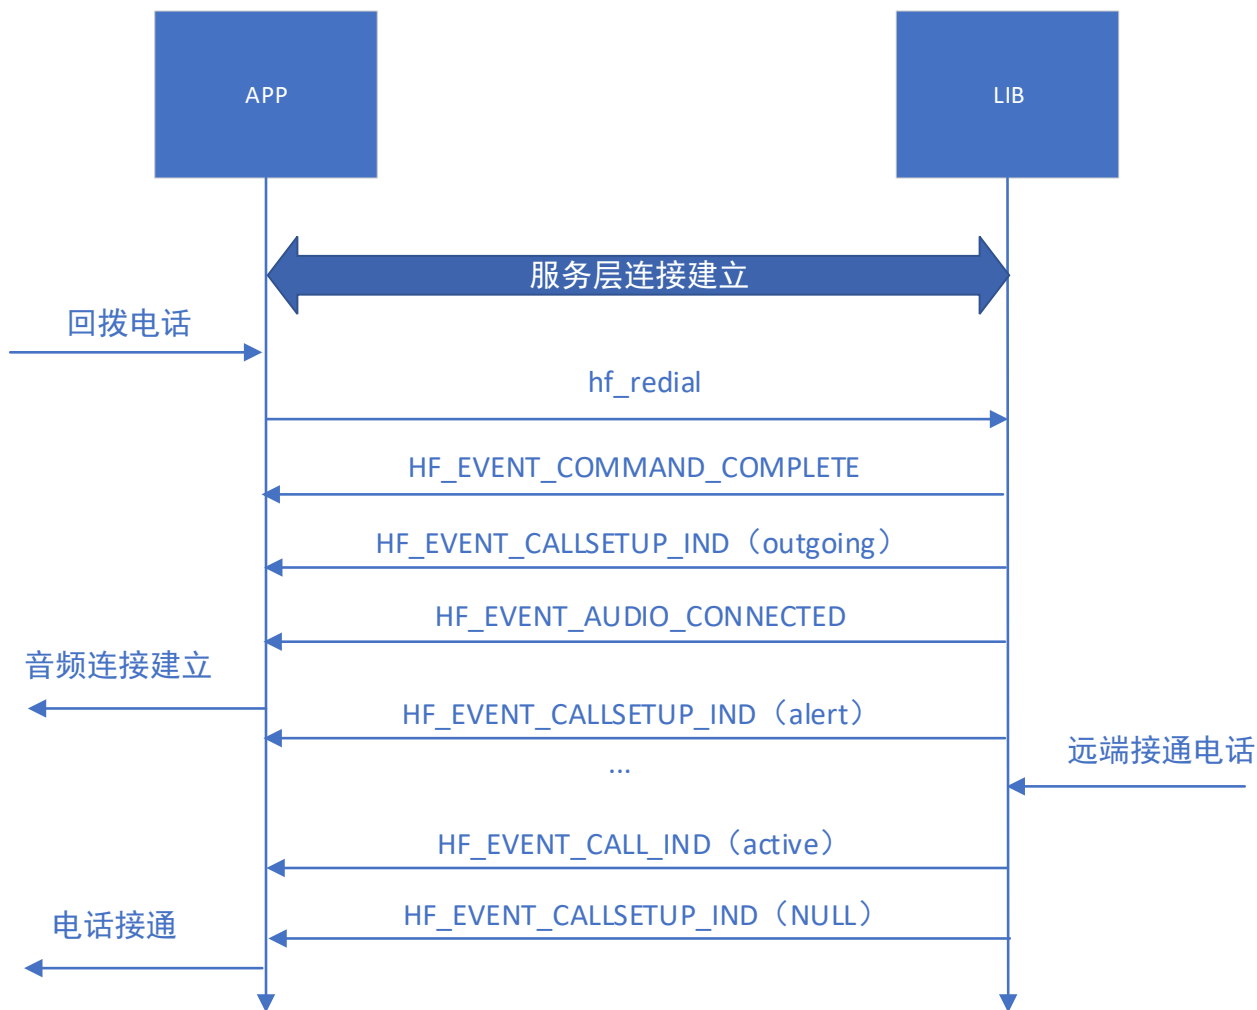 APP
LIB
服务层连接建立
回拨电话
hf_redial
HF_EVENT_COMMAND_COMPLETE
HF_EVENT_CALLSETUP_IND（outgoing）
HF_EVENT_AUDIO_CONNECTED
音频连接建立
HF_EVENT_CALLSETUP_IND（alert）
远端接通电话
...
HF_EVENT_CALL_IND（active）
HF_EVENT_CALLSETUP_IND（NULL）
电话接通